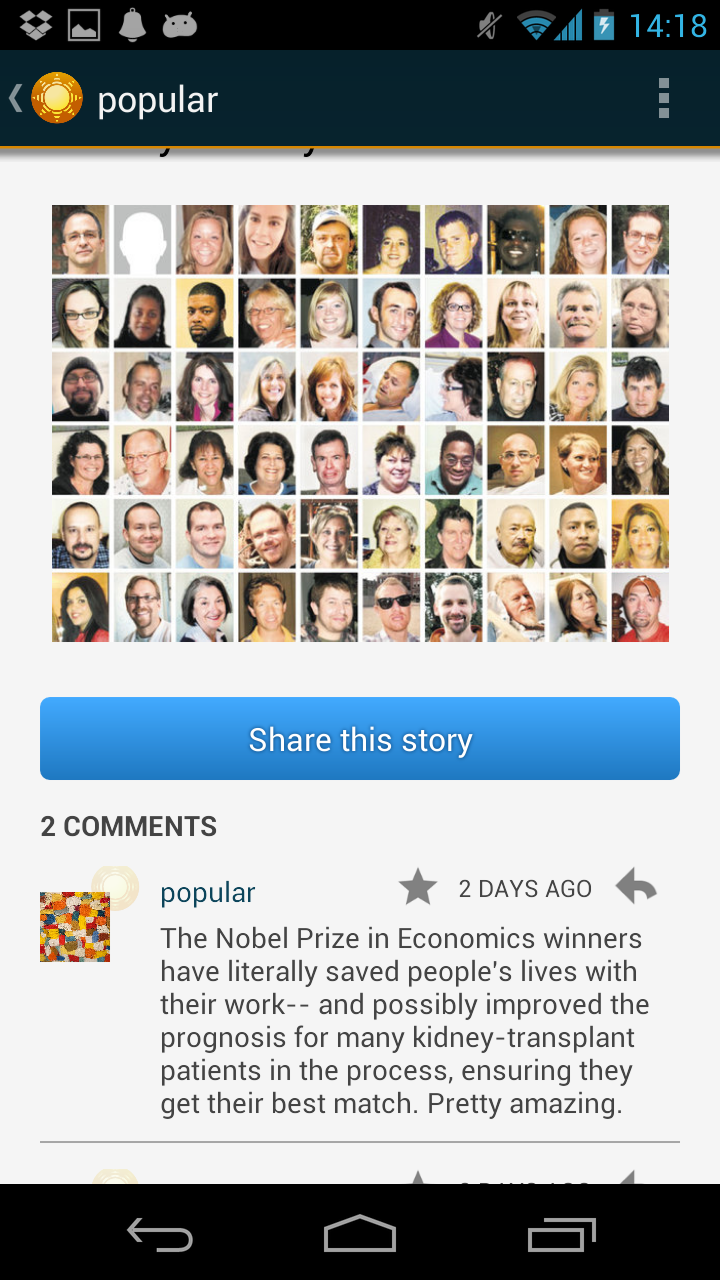 14:18
popular
Share this story
2 COMMENTS
popular
2 DAYS AGO
The Nobel Prize in Economics winners
have literally saved people's lives with
their work-- and possibly improved the
prognosis for many kidney-transplant
patients in the process, ensuring they
get their best match. Pretty amazing.